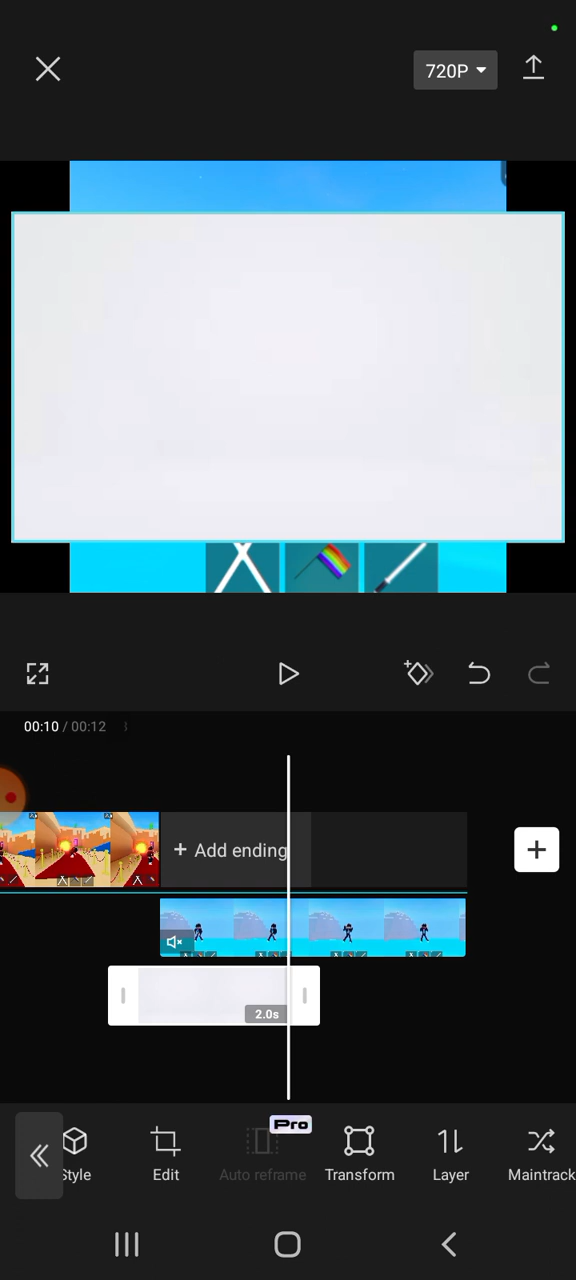 720P
00:10 / 00:12
+ Add ending
2.0s
Pro
Style
Edit
Auto reframe
Transform
Layer
Maintrack